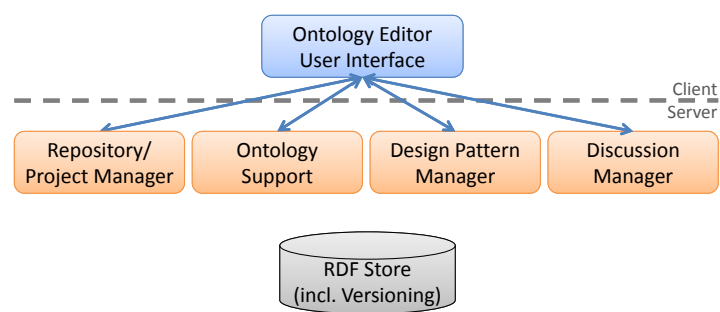 Ontology Editor
User Interface
Client
Server
Repository/
Project Manager
Ontology
Support
Design Pattern
Manager
Discussion
Manager
RDF Store
(incl. Versioning)